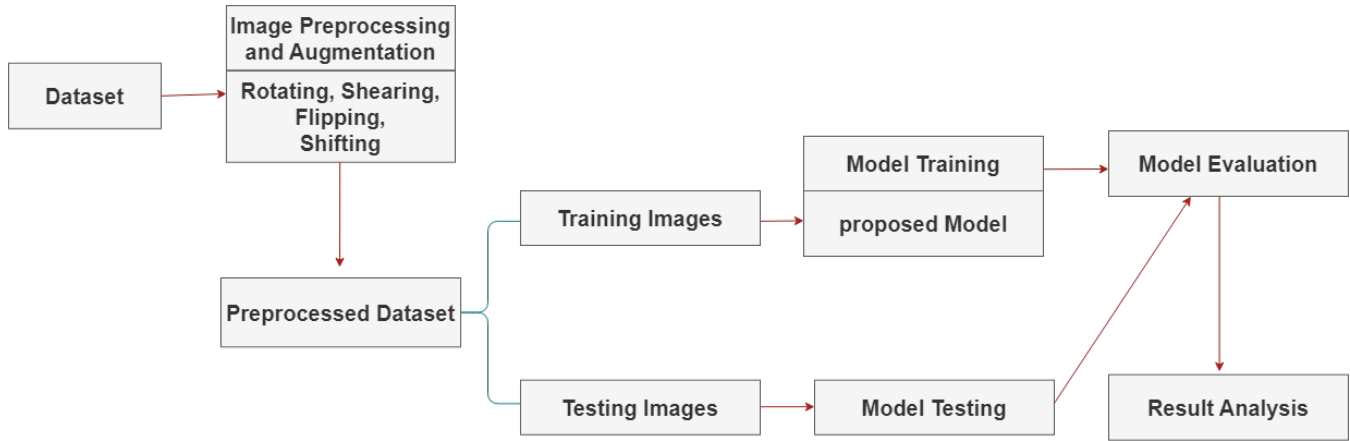 Dataset
Image Preprocessing
and Augmentation
Rotating, Shearing,
Flipping,
Shifting
Preprocessed Dataset
Training Images
Model Training
proposed Model
Model Evaluation
Testing Images
Model Testing
Result Analysis